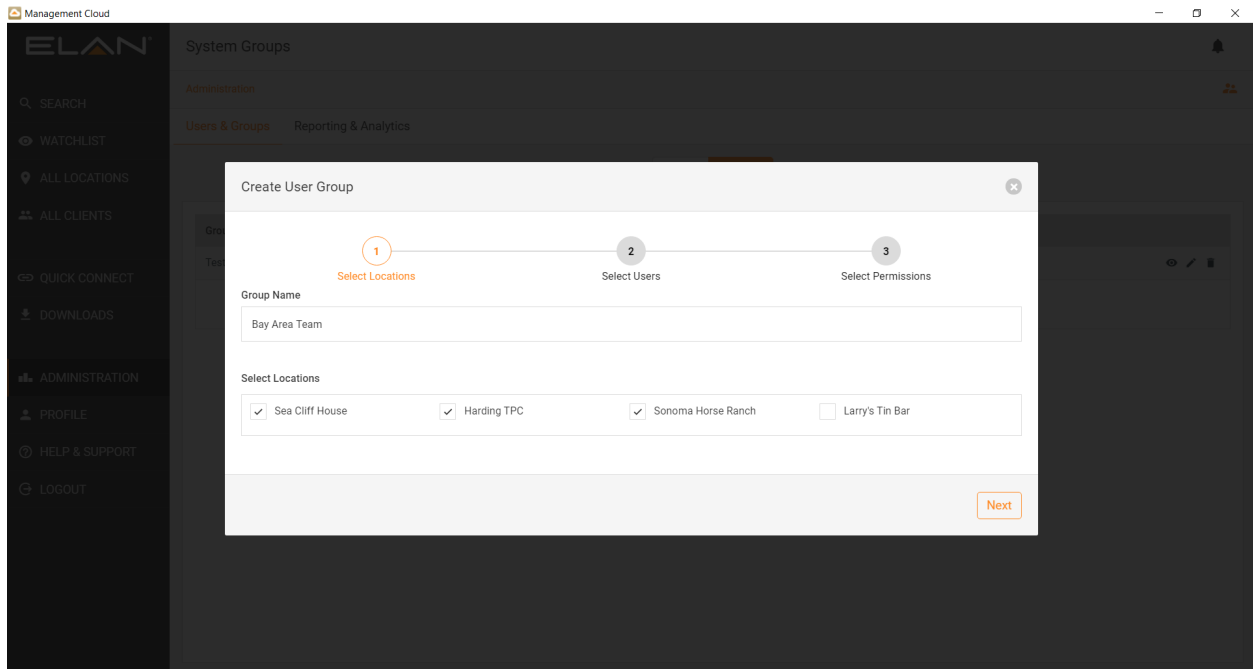 Management Cloud
ELAN
System Groups
SEARCH
Administration
WATCHLIST
Users & Groups
Reporting & Analytics
ALL LOCATIONS
ALL CLIENTS
QUICK CONNECT
DOWNLOADS
ADMINISTRATION
PROFILE
HELP & SUPPORT
LOGOUT
Create User Group
1
2
3
Select Locations
Select Users
Select Permissions
Group Name
Bay Area Team
Select Locations
Sea Cliff House
Harding TPC
Sonoma Horse Ranch
Larry's Tin Bar
Next